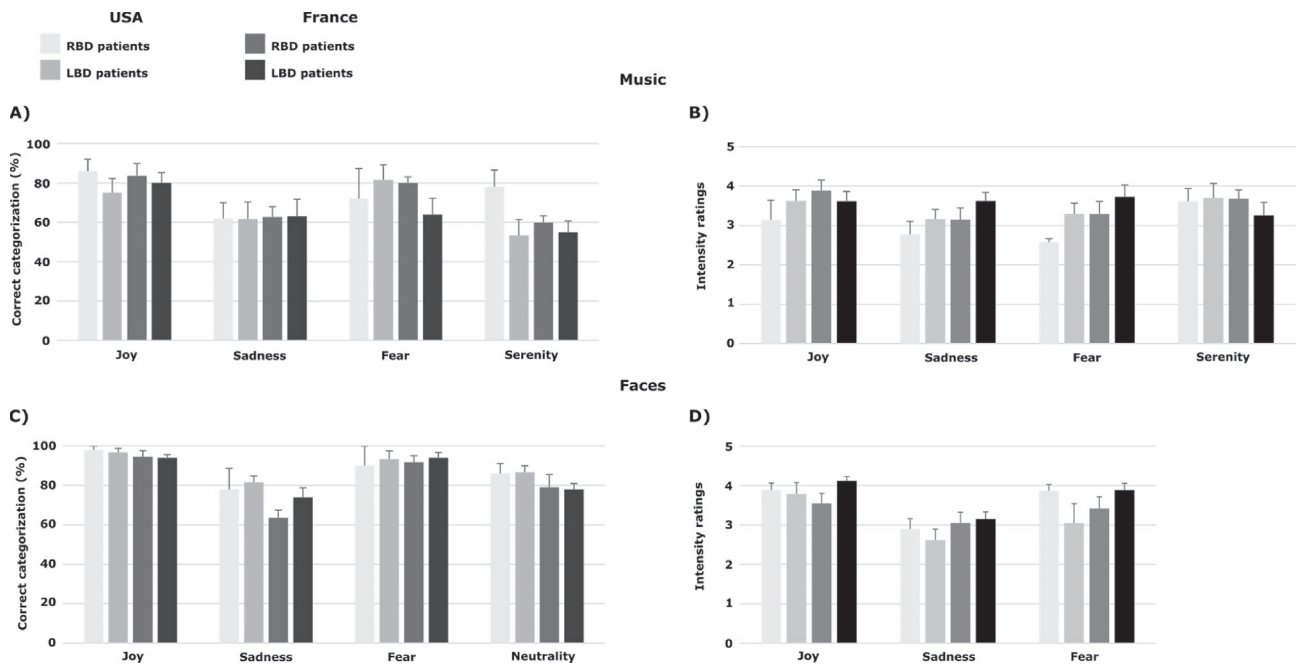 USA France
RBD patients RBD patients
LBD patients LBD patients
Music
A)
Correct categorization (%)
100
80
60
40
20
0
Joy Sadness Fear Serenity
B)
Intensity ratings
5
4
3
2
1
0
Joy Sadness Fear Serenity
Faces
C)
Correct categorization (%)
100
80
60
40
20
0
Joy Sadness Fear Neutrality
D)
Intensity ratings
5
4
3
2
1
0
Joy Sadness Fear